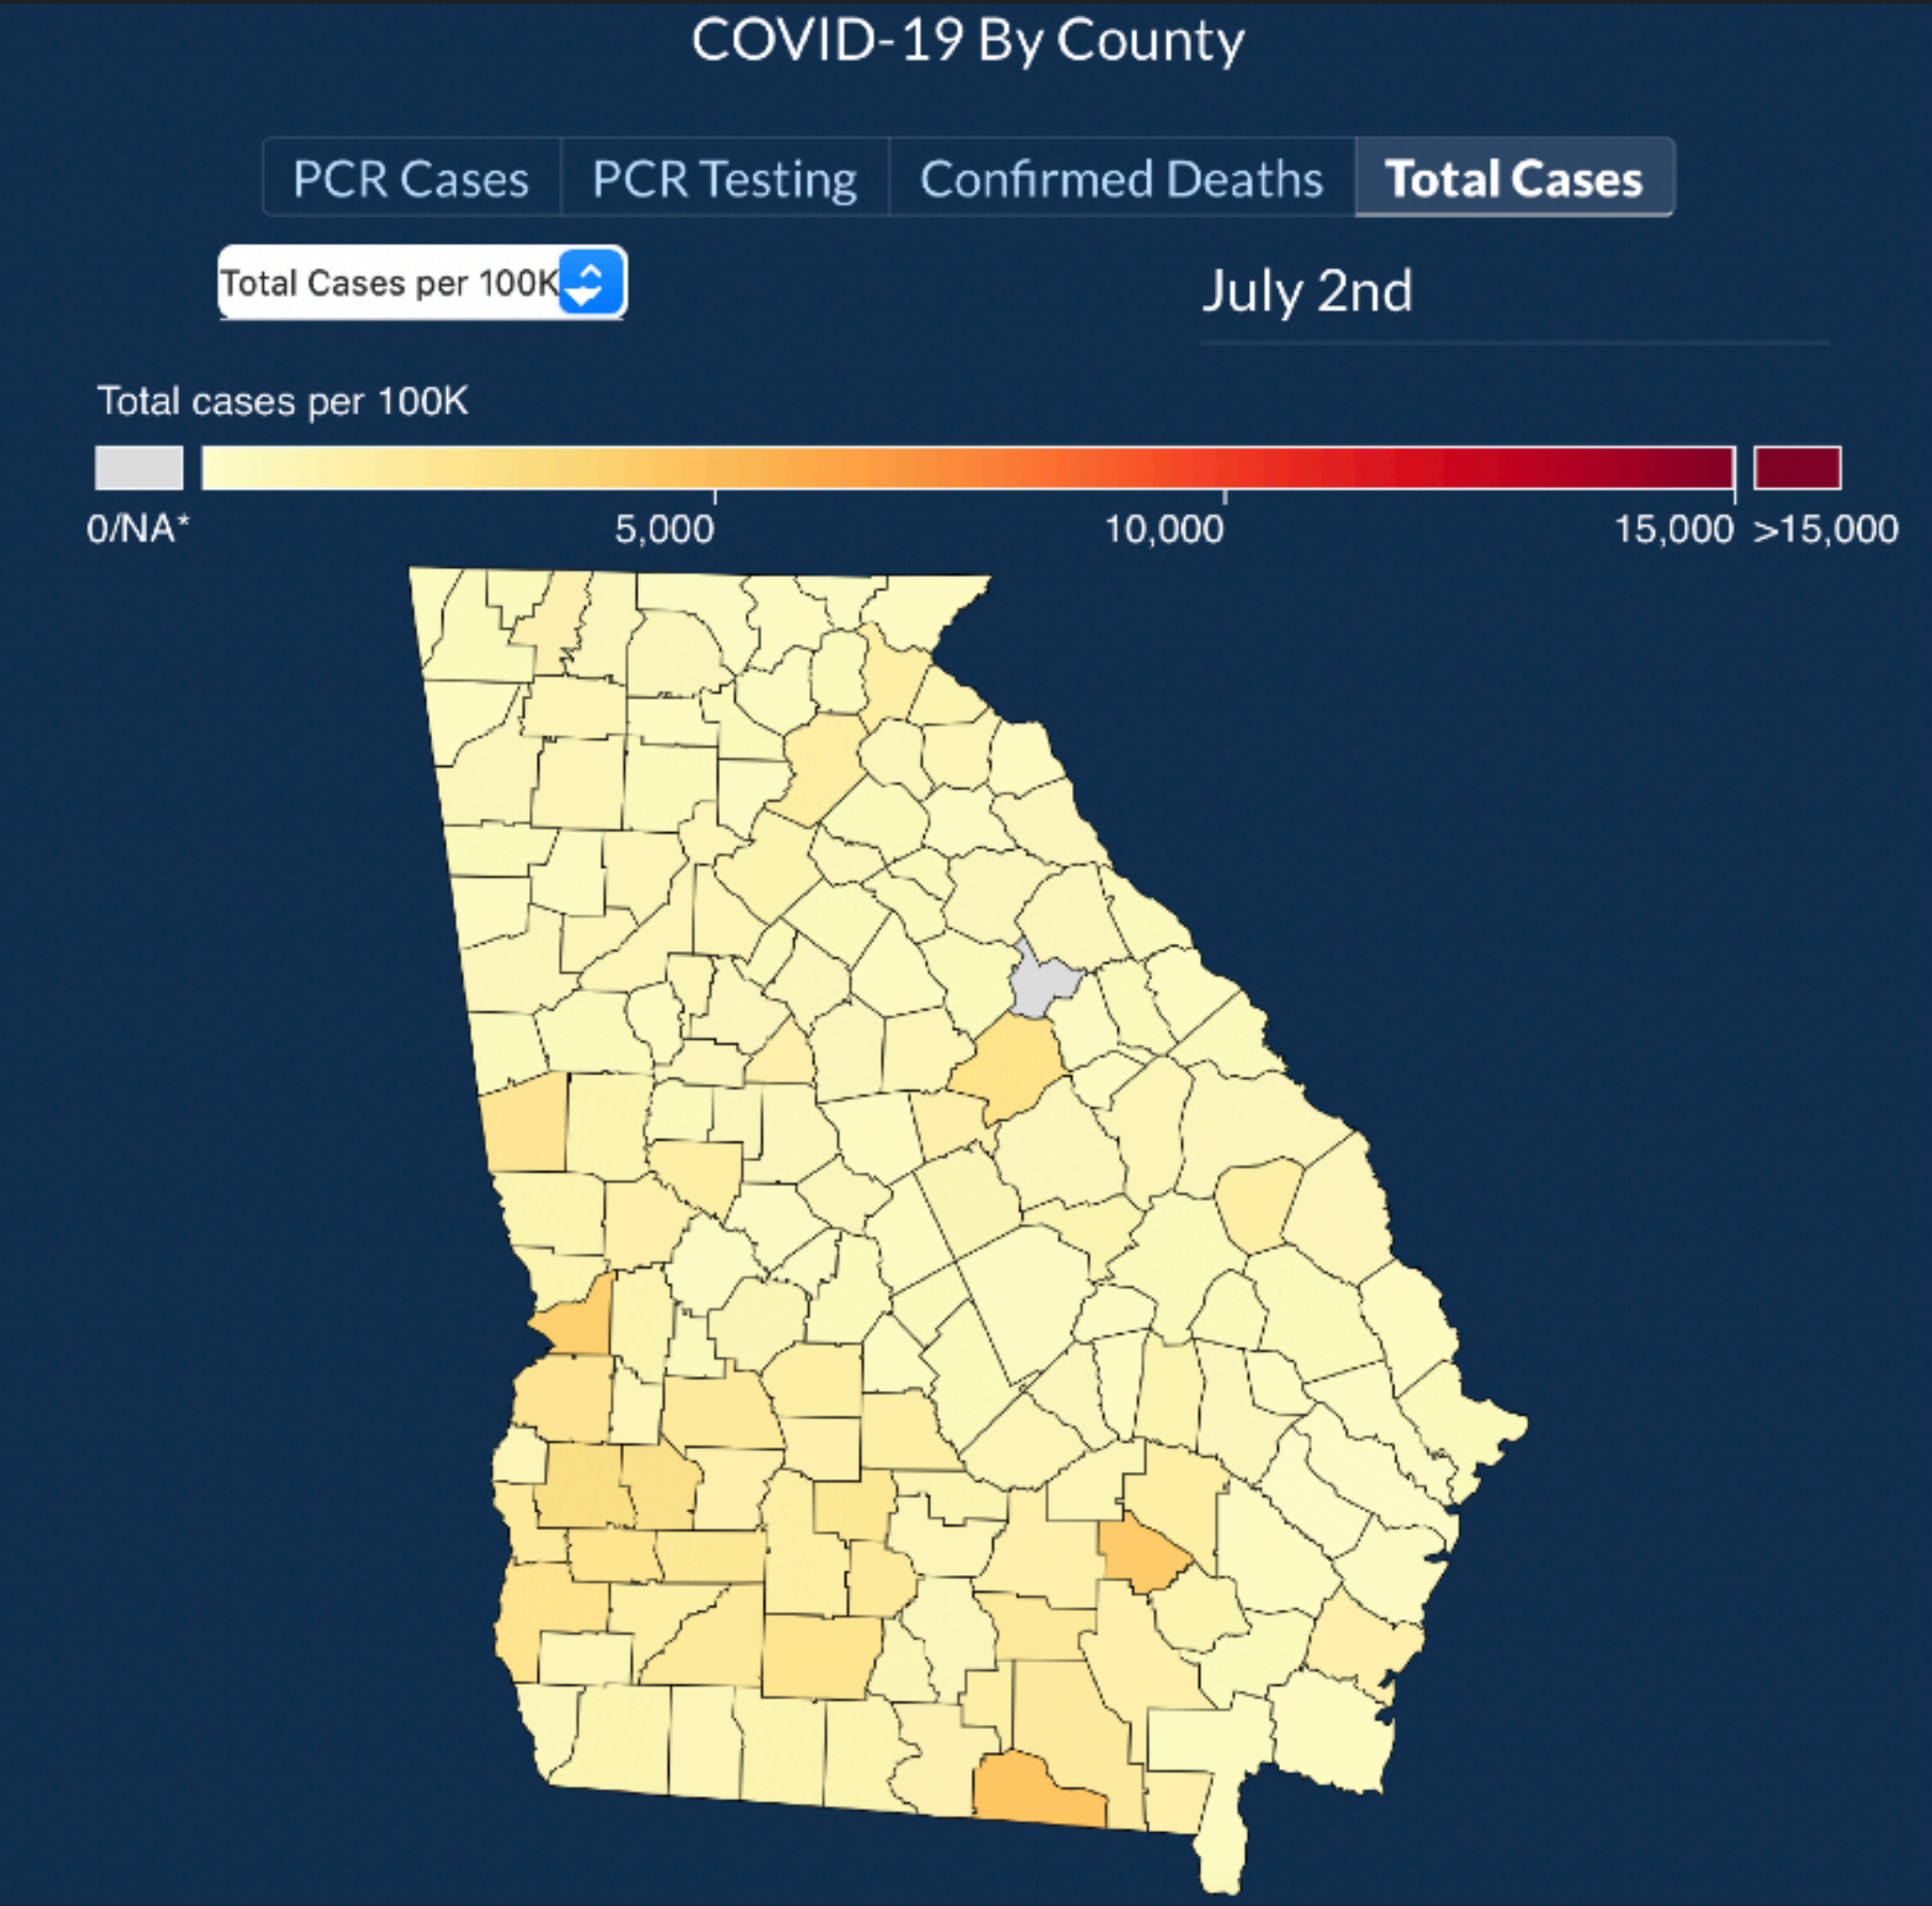 COVID-19 By County
PCR Cases PCR Testing Confirmed Deaths Total Cases
Total Cases per 100K
July 2nd
Total cases per 100K
0/NA* 5,000 10,000 15,000 >15,000